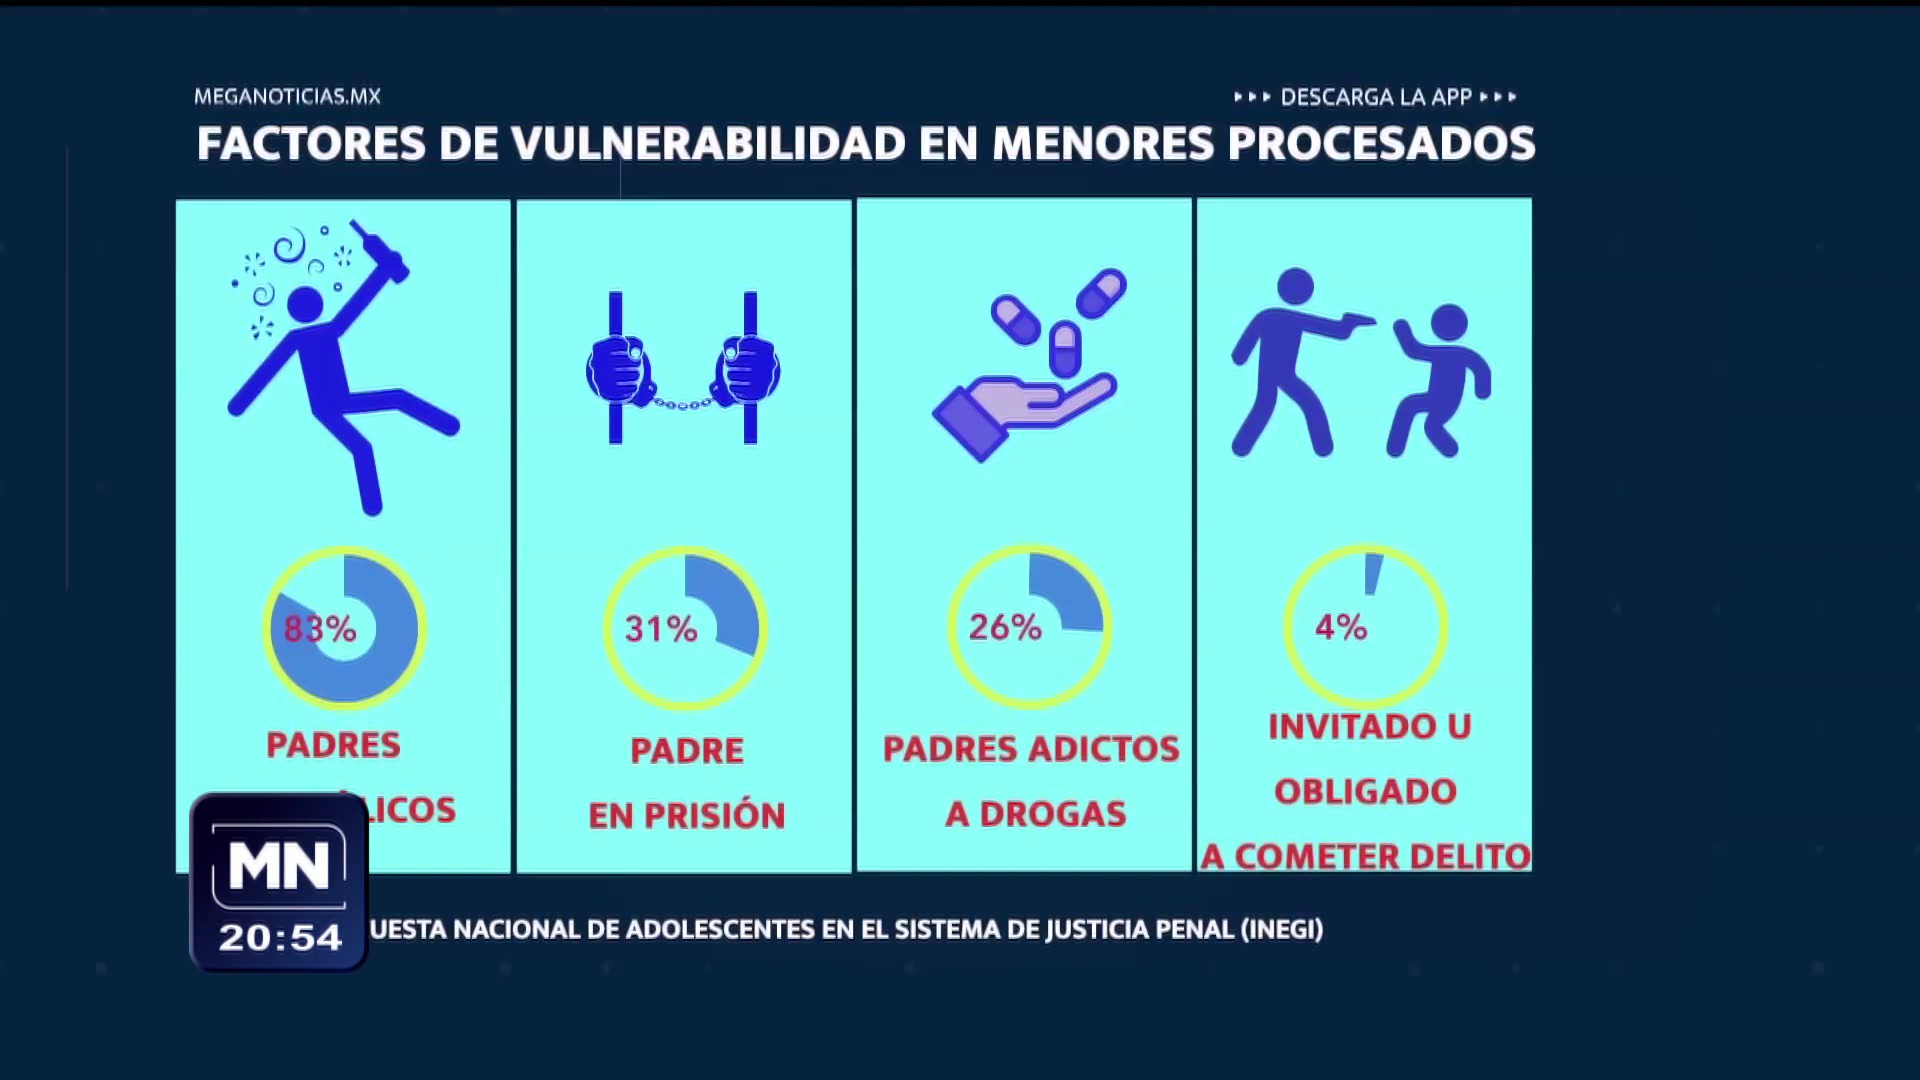 MEGANOTICIAS.MX
DESCARGA LA APP
FACTORES DE VULNERABILIDAD EN MENORES PROCESADOS
83%
PADRES
31%
PADRE
EN PRISIÓN
26%
PADRES ADICTOS
A DROGAS
4%
INVITADO U
OBLIGADO
A COMETER DELITO
MN
20:54
NACIONAL DE ADOLESCENTES EN EL SISTEMA DE JUSTICIA PENAL (INEGI)